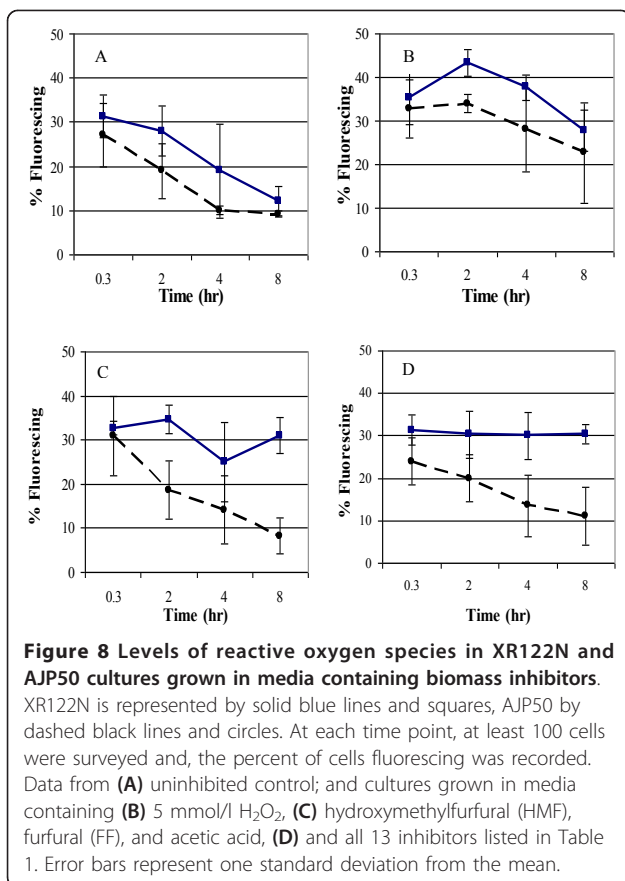 A
% Fluorescing
50
40
30
20
10
0
0.3 2 4 8
Time (hr)
B
% Fluorescing
50
40
30
20
10
0
0.3 2 4 8
Time (hr)
C
% Fluorescing
50
40
30
20
10
0
0.3 2 4 8
Time (hr)
D
% Fluorescing
50
40
30
20
10
0
0.3 2 4 8
Time (hr)
Figure 8 Levels of reactive oxygen species in XR122N and
AJP50 cultures grown in media containing biomass inhibitors.
XR122N is represented by solid blue lines and squares, AJP50 by
dashed black lines and circles. At each time point, at least 100 cells
were surveyed and, the percent of cells fluorescing was recorded.
Data from (A) uninhibited control; and cultures grown in media
containing (B) 5 mmol/l H₂O₂, (C) hydroxymethylfurfural (HMF),
furfural (FF), and acetic acid, (D) and all 13 inhibitors listed in Table
1. Error bars represent one standard deviation from the mean.